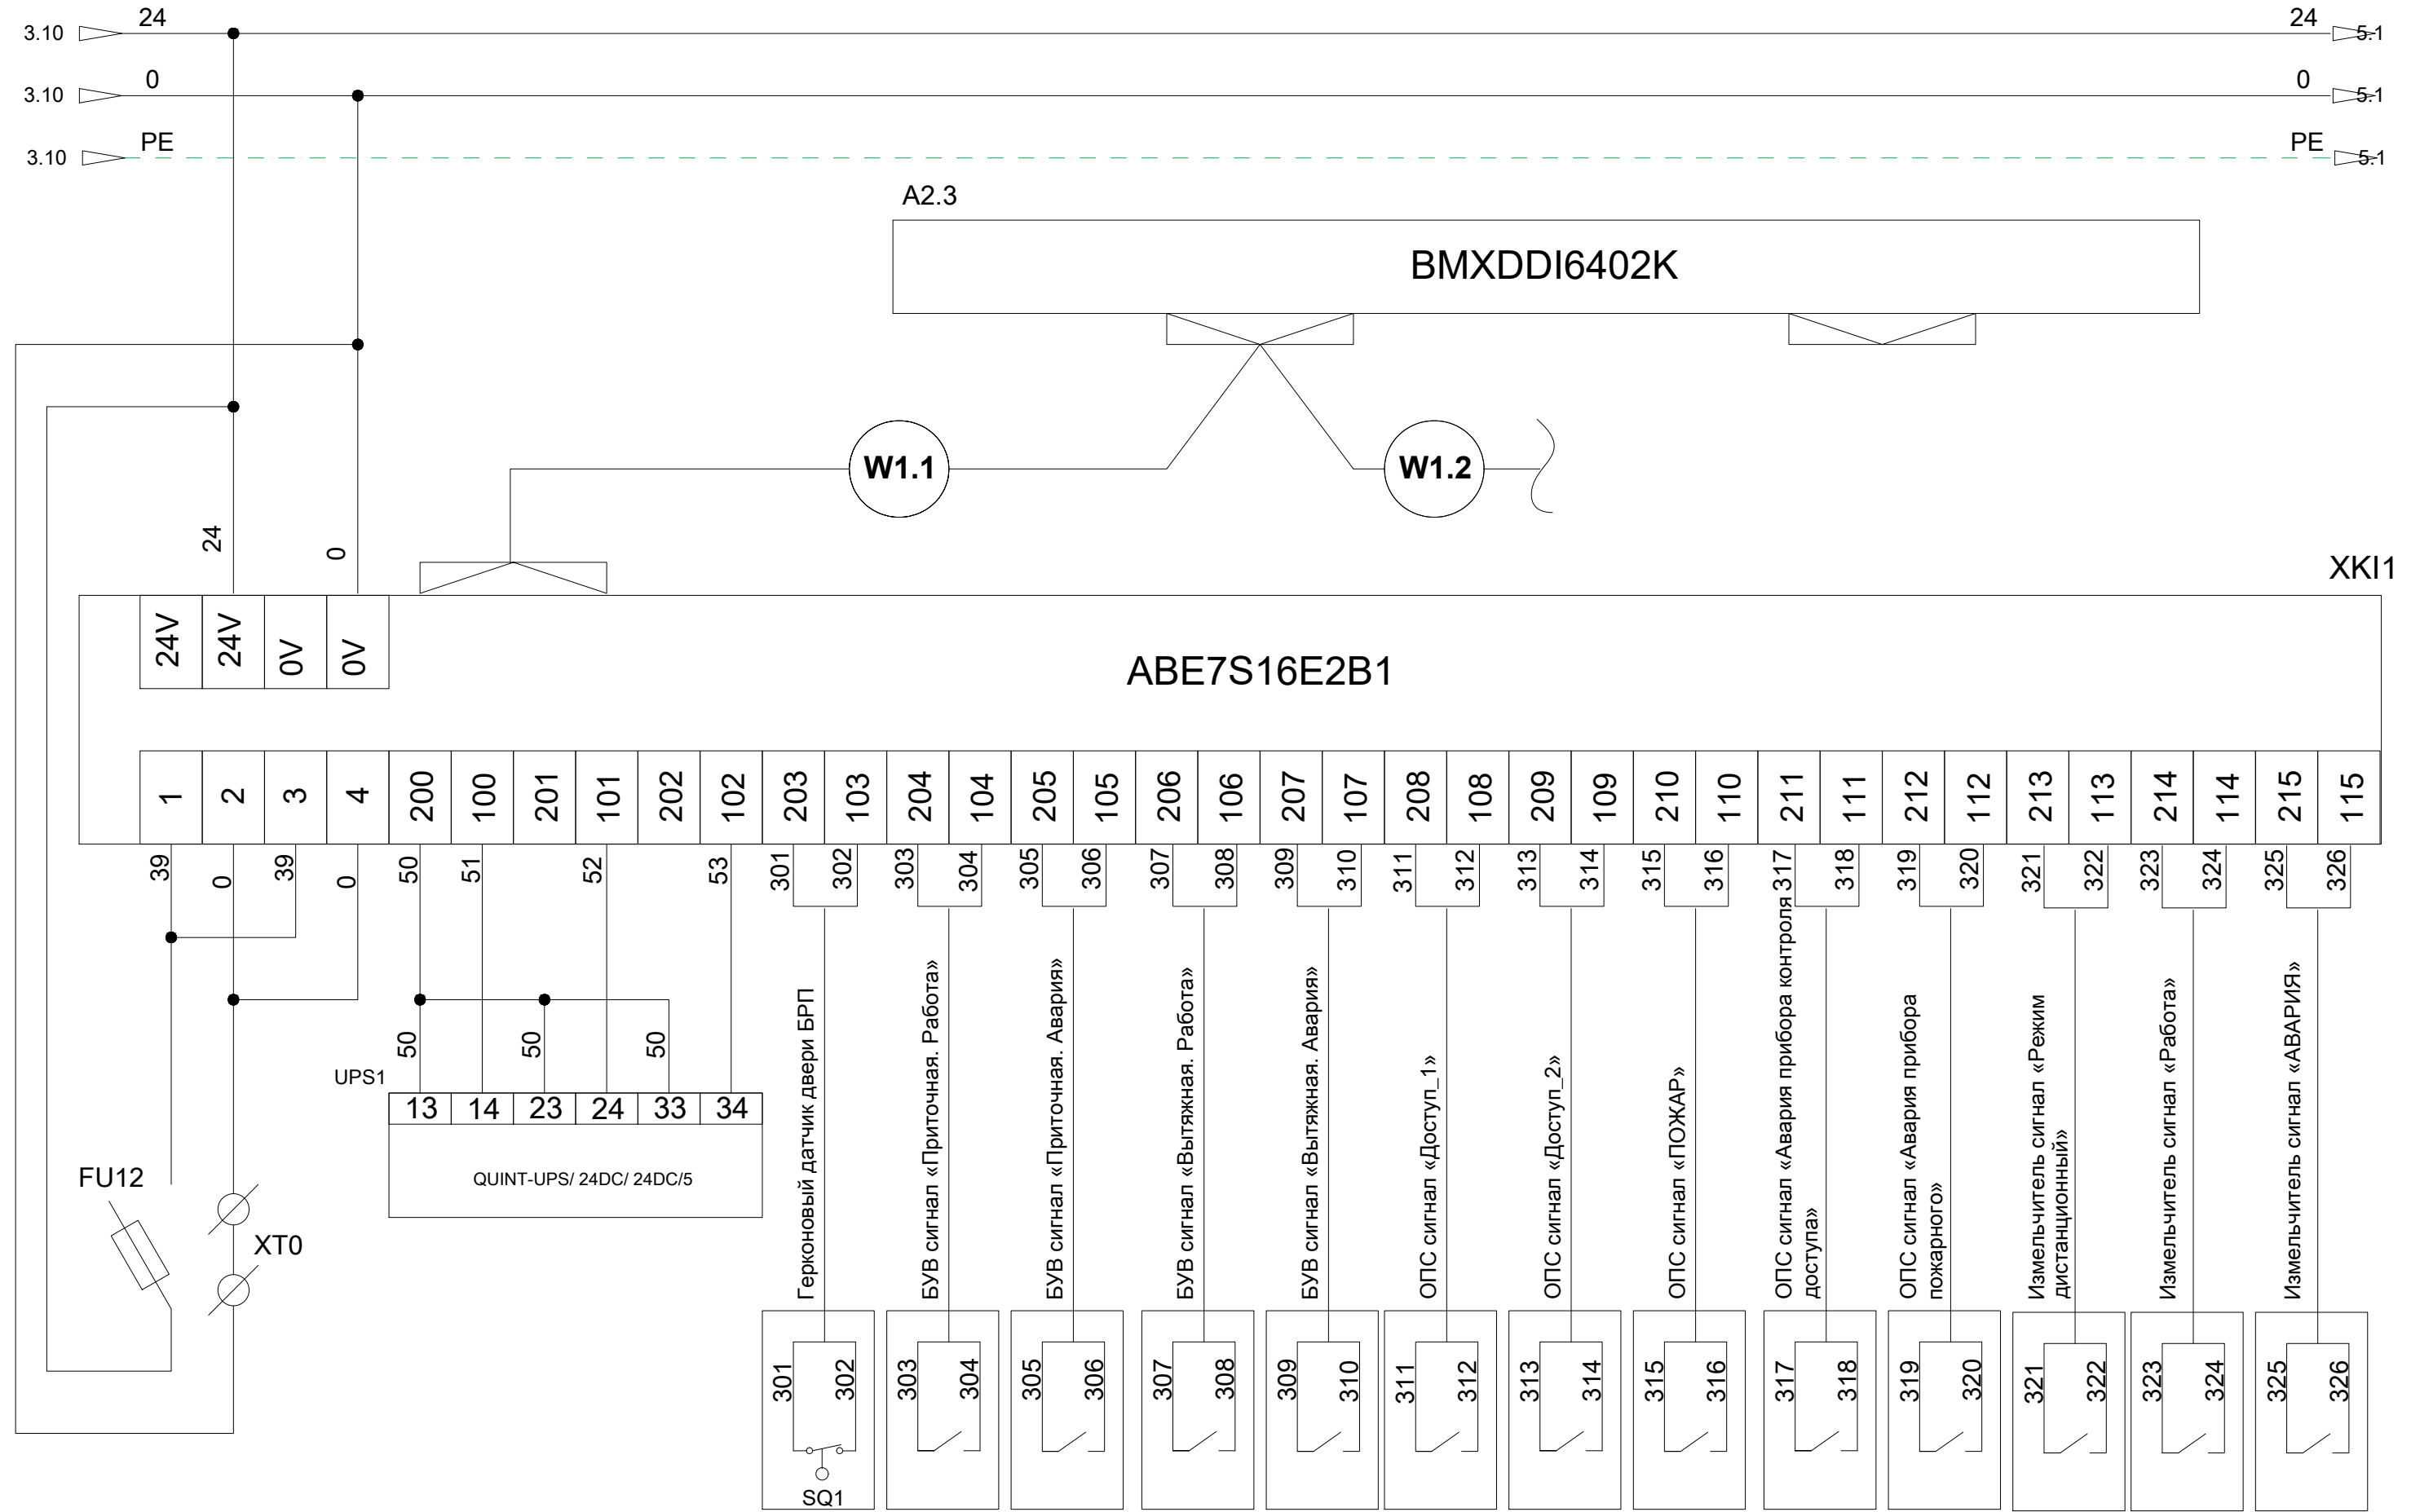 3.10 24 24 5.1
3.10 0 0 5.1
3.10 PE PE 5.1
A2.3
BMXDDI6402K
W1.1 W1.2
24 0
XKI1
24V 24V 0V 0V
ABE7S16E2B1
1 2 3 4 200 100 201 101 202 102 203 103 204 104 205 105 206 106 207 107 208 108 209 109 210 110 211 111 212 112 213 113 214 114 215 115
39 0 39 0 50 51 52 53 301 302 303 304 305 306 307 308 309 310 311 312 313 314 315 316 317 318 319 320 321 322 323 324 325 326
50 50 50
UPS1
13 14 23 24 33 34
QUINT-UPS/ 24DC/ 24DC/5
FU12
XT0
Герконовый датчик двери БРП
БУВ сигнал «Приточная. Работа»
БУВ сигнал «Приточная. Авария»
БУВ сигнал «Вытяжная. Работа»
БУВ сигнал «Вытяжная. Авария»
ОПС сигнал «Доступ_1»
ОПС сигнал «Доступ_2»
ОПС сигнал «ПОЖАР»
ОПС сигнал «Авария прибора контроля
доступа»
ОПС сигнал «Авария прибора
пожарного»
Измельчитель сигнал «Режим
дистанционный»
Измельчитель сигнал «Работа»
Измельчитель сигнал «АВАРИЯ»
301 302 303 304 305 306 307 308 309 310 311 312 313 314 315 316 317 318 319 320 321 322 323 324 325 326
SQ1